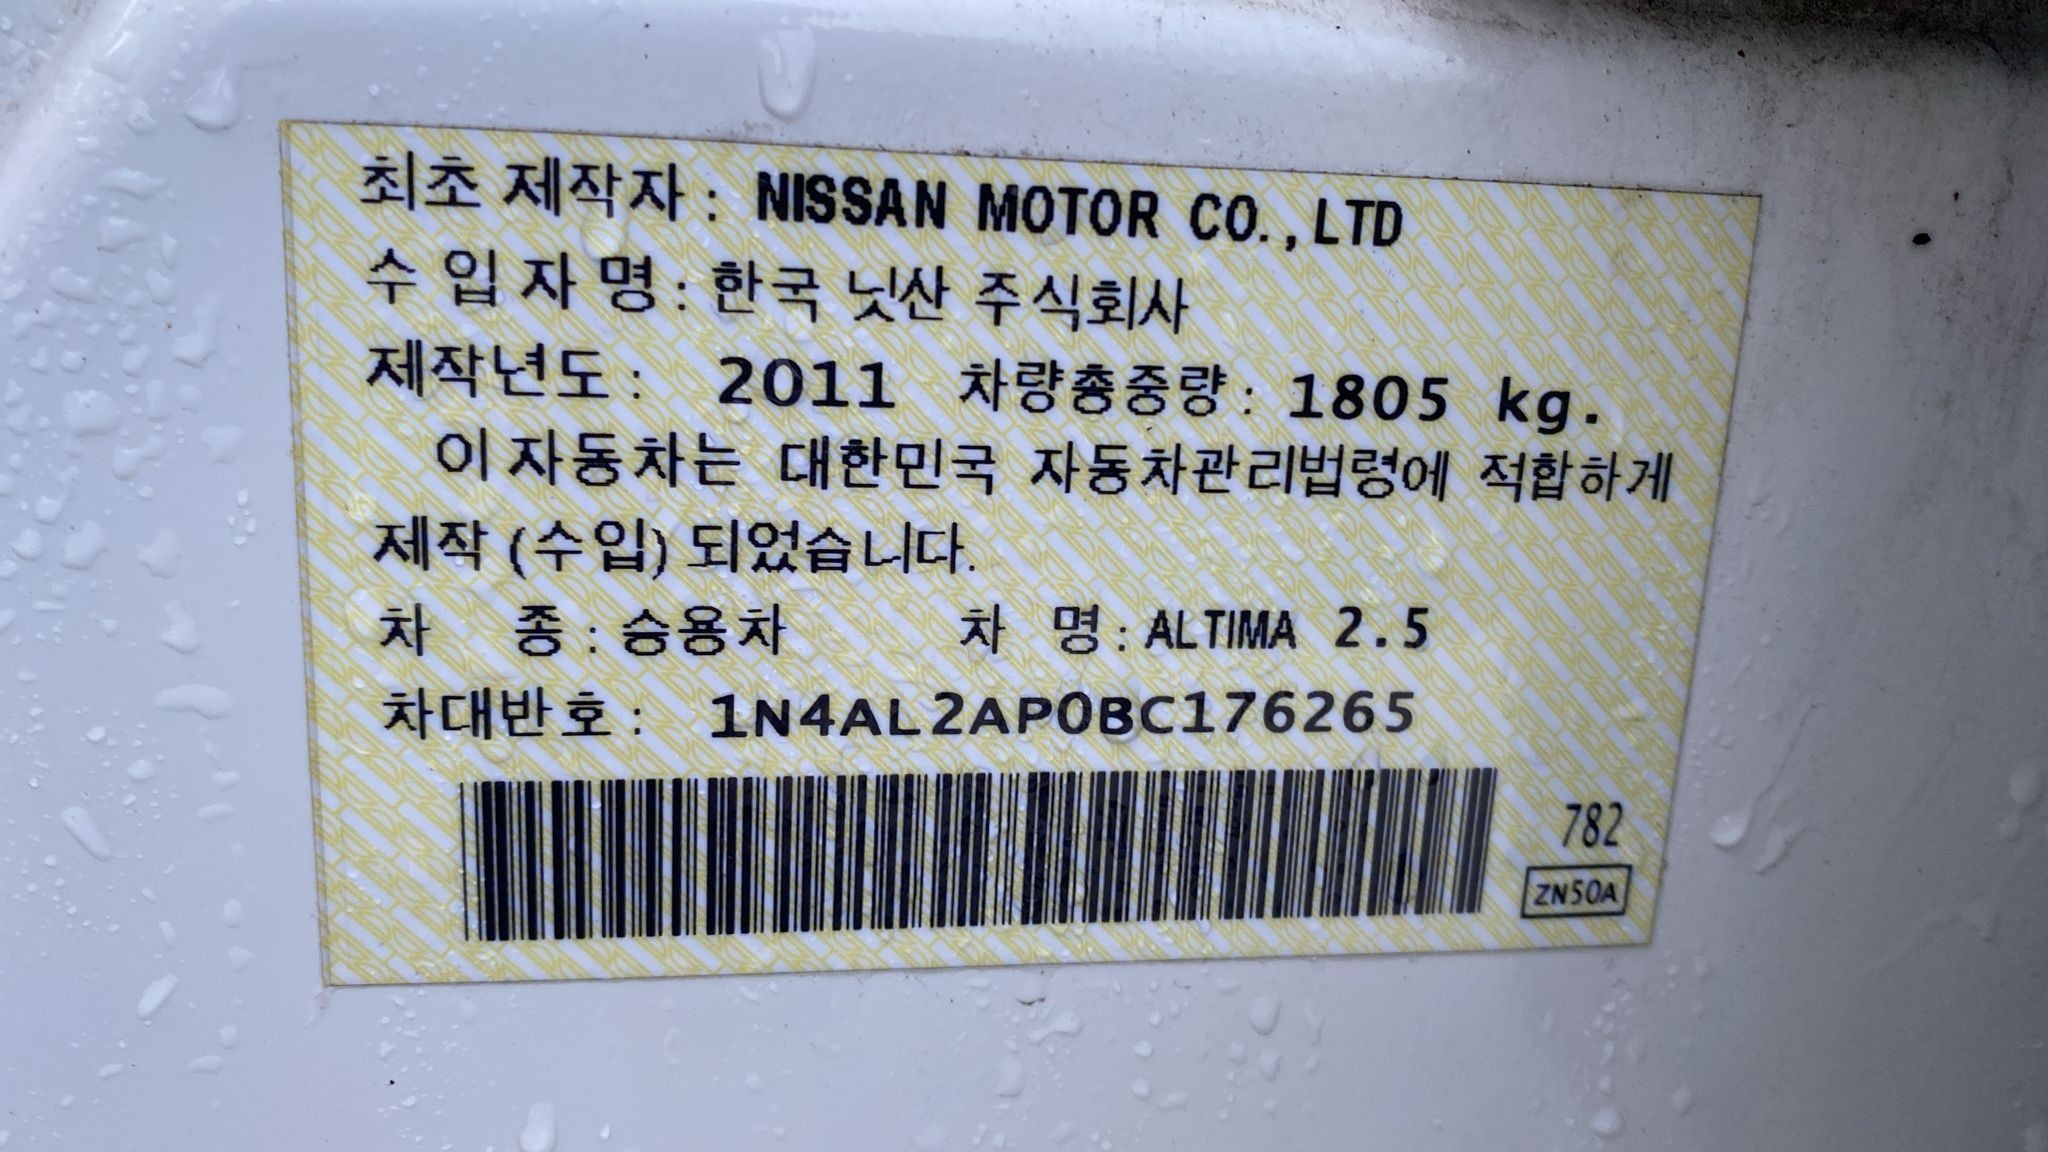 최초 제작자 : NISSAN MOTOR CO., LTD
수 입 자 명 : 한국 닛산 주식회사
제작년도 : 2011 차량총중량 : 1805 kg.
이 자동차는 대한민국 자동차관리법령에 적합하게
제작 (수입) 되었습니다.
차 종 : 승용차 차 명 : ALTIMA 2.5
차대번호 : 1N4AL2AP0BC176265
782
ZN50A